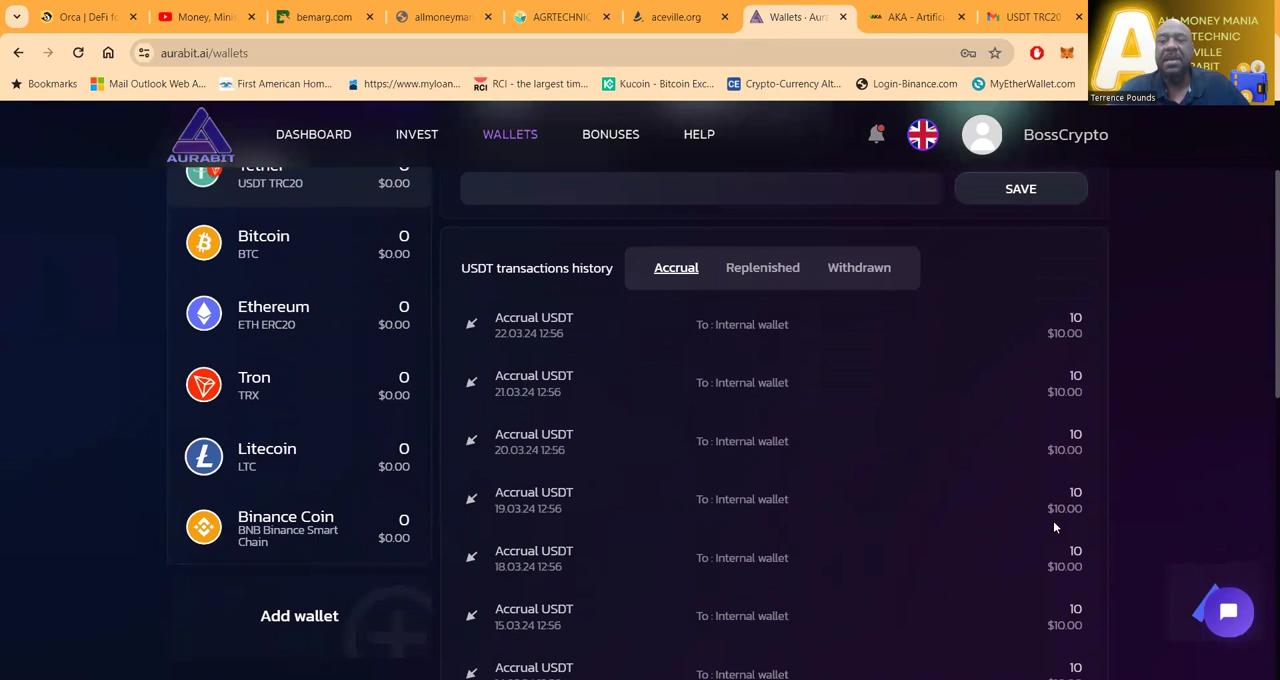 Orca | DeFi fo
Money, Mini
bemarg.com
allmoneyma
AGRTECHNIC
aceville.org
Wallets · Aura
AKA - Artific
USDT TRC20
aurabit.ai/wallets
Bookmarks
Mail Outlook Web A...
First American Hom...
https://www.myloan...
RCI - the largest tim...
Kucoin - Bitcoin Exc...
Crypto-Currency Alt...
Login-Binance.com
MyEtherWallet.com
ALL MONEY MANIA
Terrence Pounds
AURABIT
DASHBOARD
INVEST
WALLETS
BONUSES
HELP
BossCrypto
Tether
USDT TRC20
$0.00
Bitcoin 0
BTC $0.00
Ethereum 0
ETH ERC20 $0.00
Tron 0
TRX $0.00
Litecoin 0
LTC $0.00
Binance Coin 0
BNB Binance Smart $0.00
Chain
Add wallet
SAVE
USDT transactions history
Accrual
Replenished
Withdrawn
Accrual USDT To : Internal wallet 10
22.03.24 12:56 $10.00
Accrual USDT To : Internal wallet 10
21.03.24 12:56 $10.00
Accrual USDT To : Internal wallet 10
20.03.24 12:56 $10.00
Accrual USDT To : Internal wallet 10
19.03.24 12:56 $10.00
Accrual USDT To : Internal wallet 10
18.03.24 12:56 $10.00
Accrual USDT To : Internal wallet 10
15.03.24 12:56 $10.00
Accrual USDT To : Internal wallet 10